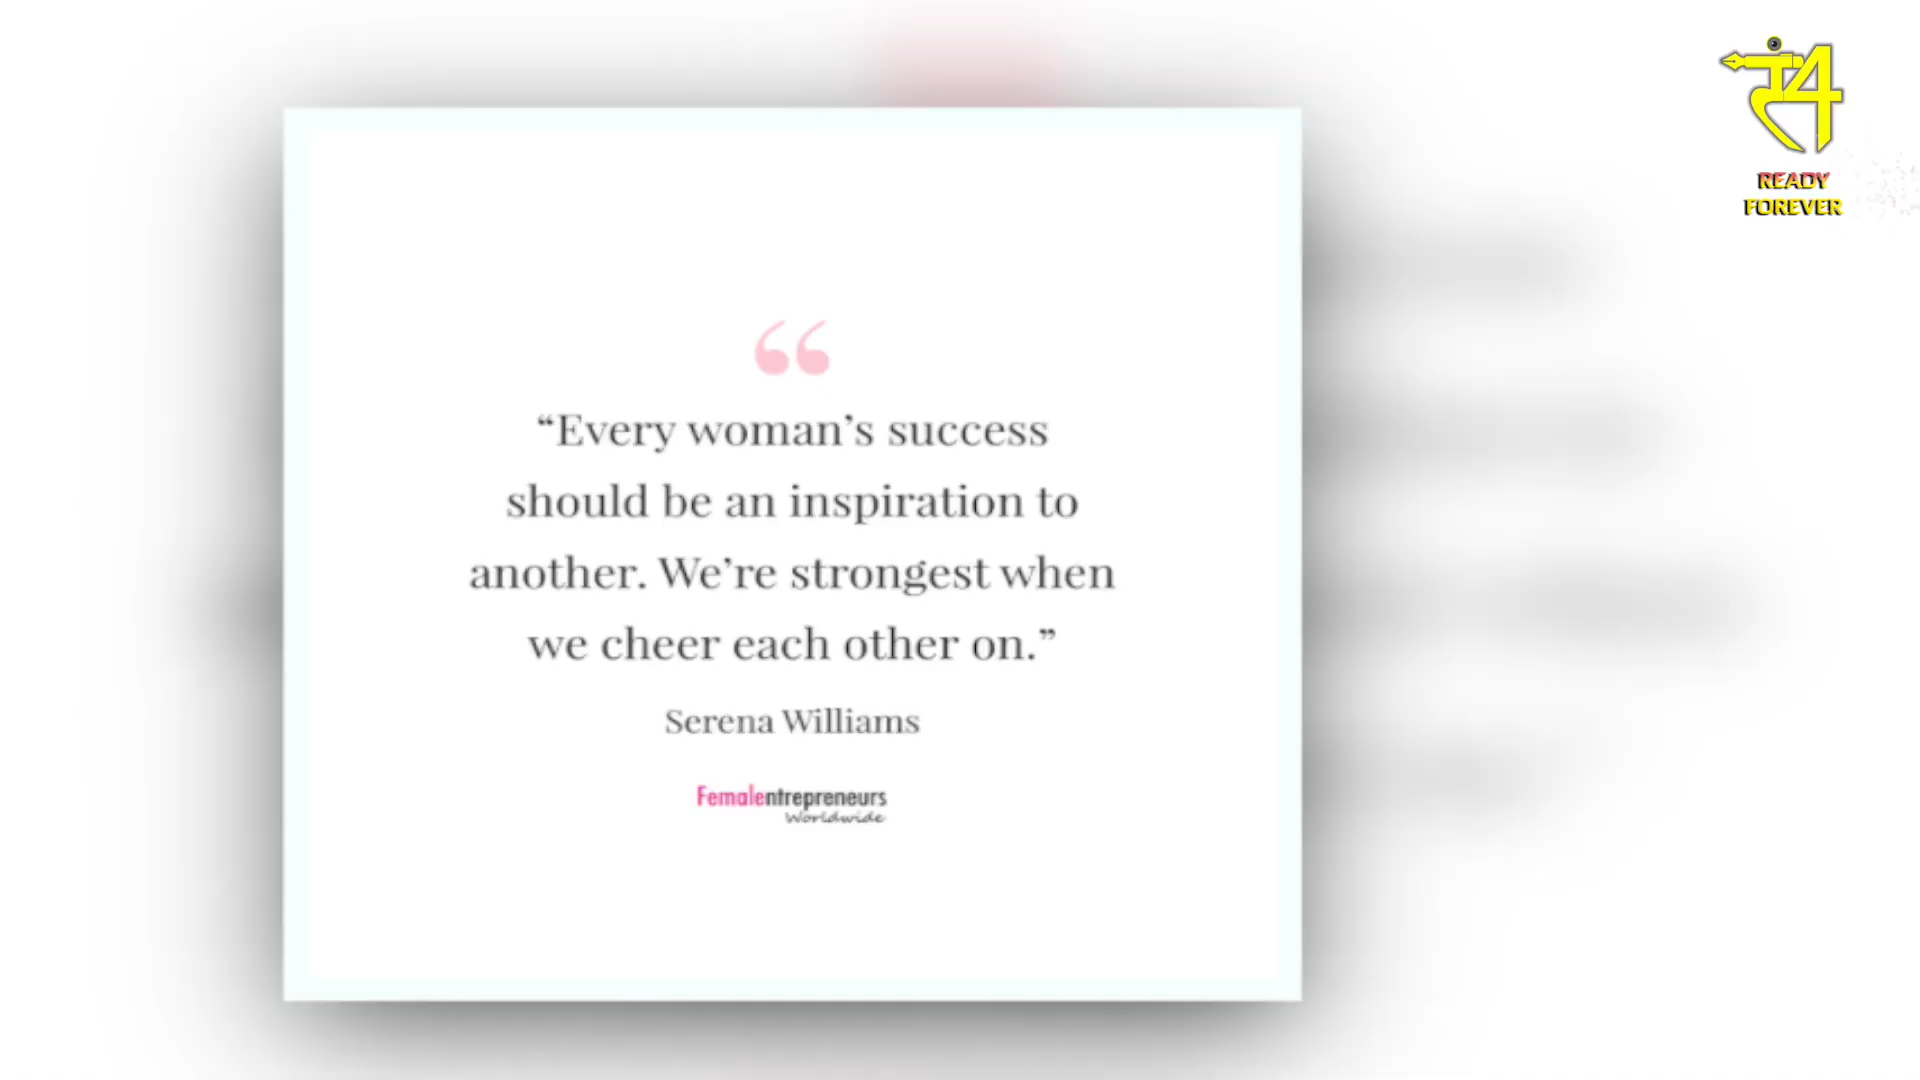 “Every woman’s success
should be an inspiration to
another. We’re strongest when
we cheer each other on.”
Serena Williams
Femalentrepreneurs
Worldwide
READY
FOREVER